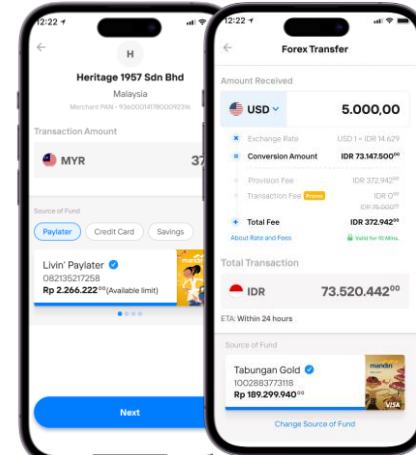 12:22
H
Heritage 1957 Sdn Bhd
Malaysia
Merchant PAN - 9360001417800092316
Transaction Amount
MYR
37
Source of Fund
Paylater Credit Card Savings
Livin' Paylater
082135217258
Rp 2.266.222⁰⁰ (Available limit)
mandiri
Next
12:22
Forex Transfer
Amount Received
USD 5.000,00
Exchange Rate USD 1 = IDR 14.629
Conversion Amount IDR 73.147.500⁰⁰
Provision Fee IDR 372.942⁰⁰
Transaction Fee Promo IDR 0⁰⁰
IDR 75.000⁰⁰
Total Fee IDR 372.942⁰⁰
About Rate and Fees Valid for 10 Mins.
Total Transaction
IDR 73.520.442⁰⁰
ETA: Within 24 hours
Source of Fund
Tabungan Gold
1002883773118
Rp 189.299.940⁰⁰
mandiri
VISA
Change Source of Fund